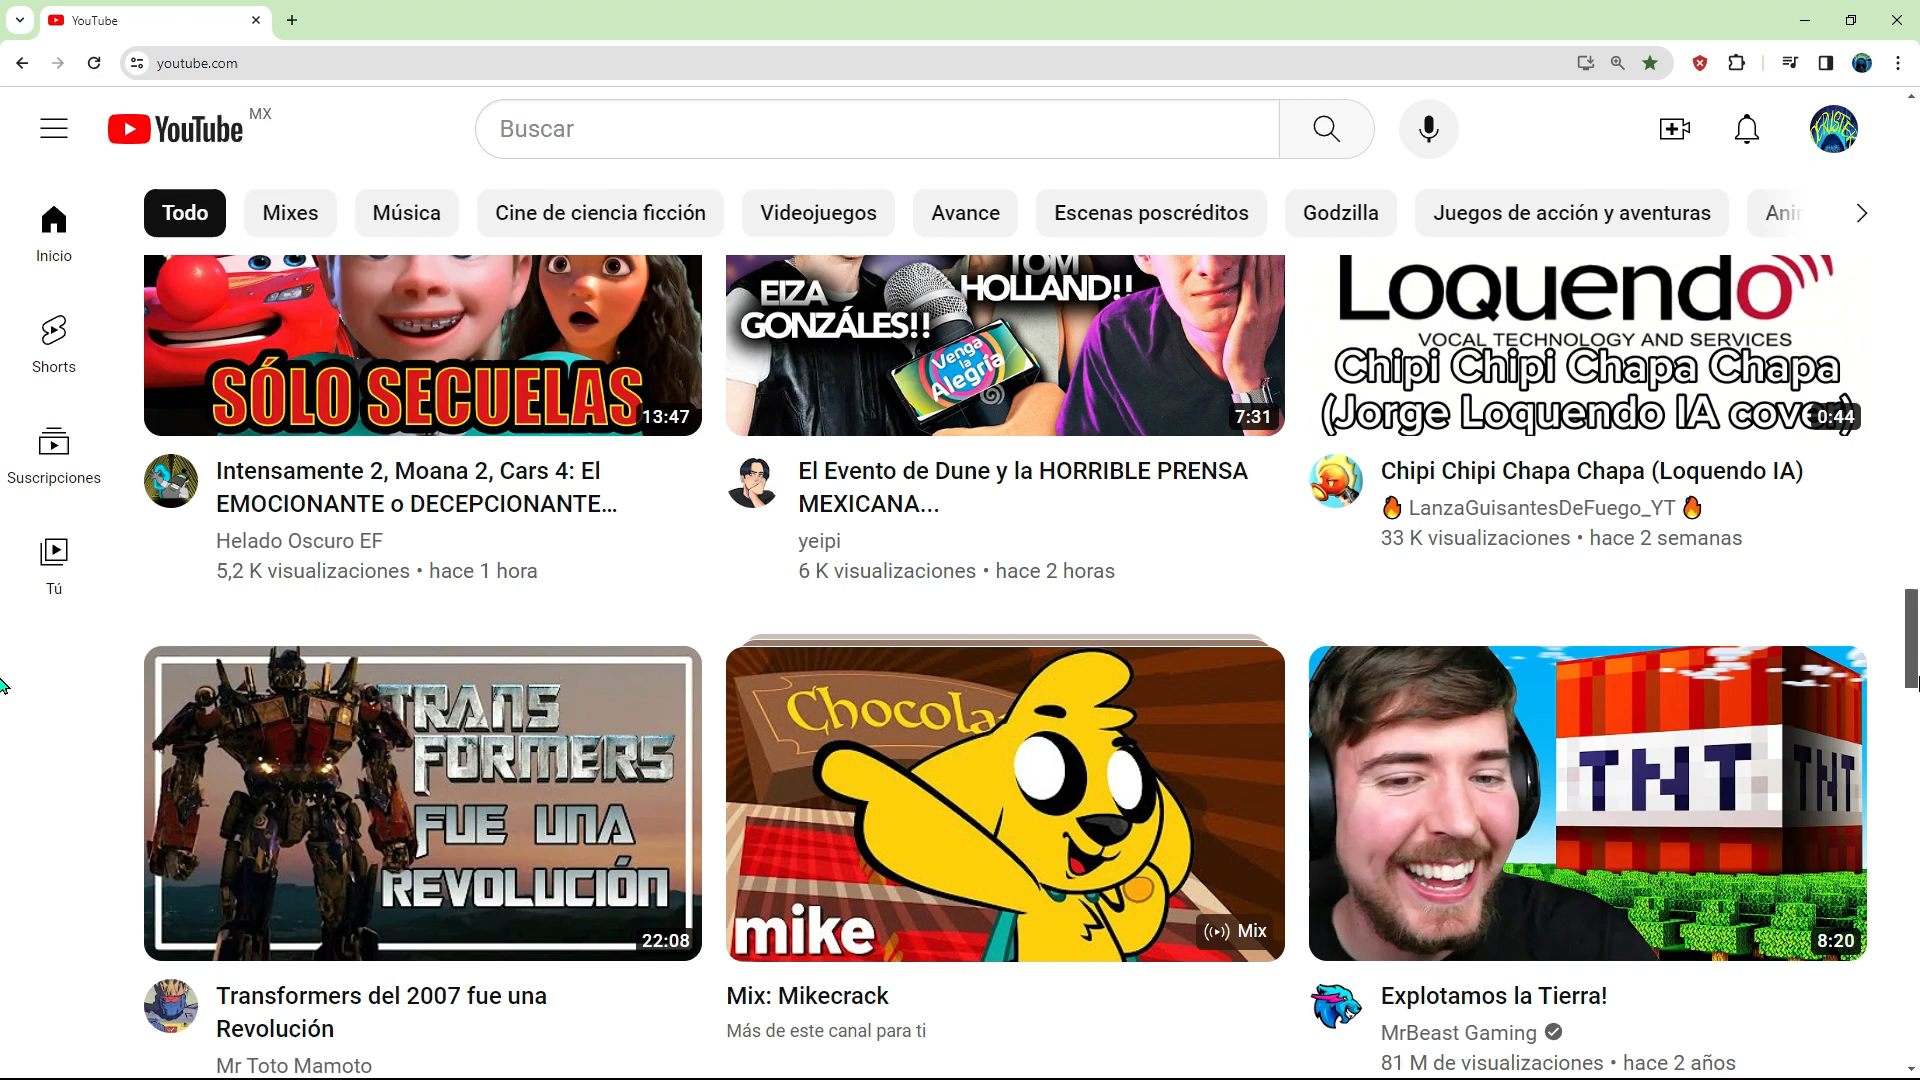 YouTube
youtube.com
YouTube MX
Buscar
Todo
Mixes
Música
Cine de ciencia ficción
Videojuegos
Avance
Escenas poscréditos
Godzilla
Juegos de acción y aventuras
Inicio
Shorts
Suscripciones
Tú
SÓLO SECUELAS
13:47
EIZA
GONZÁLES!!
TOM
HOLLAND!!
Venga
la
Alegría
7:31
Loquendo
VOCAL TECHNOLOGY AND SERVICES
Chipi Chipi Chapa Chapa
(Jorge Loquendo IA cover)
0:44
Intensamente 2, Moana 2, Cars 4: El
EMOCIONANTE o DECEPCIONANTE...
Helado Oscuro EF
5,2 K visualizaciones • hace 1 hora
El Evento de Dune y la HORRIBLE PRENSA
MEXICANA...
yeipi
6 K visualizaciones • hace 2 horas
Chipi Chipi Chapa Chapa (Loquendo IA)
🔥 LanzaGuisantesDeFuego_YT 🔥
33 K visualizaciones • hace 2 semanas
TRANS
FORMERS
FUE UNA
REVOLUCIÓN
22:08
Chocola
mike
Mix
TNT
TNT
8:20
Transformers del 2007 fue una
Revolución
Mr Toto Mamoto
Mix: Mikecrack
Más de este canal para ti
Explotamos la Tierra!
MrBeast Gaming
81 M de visualizaciones • hace 2 años